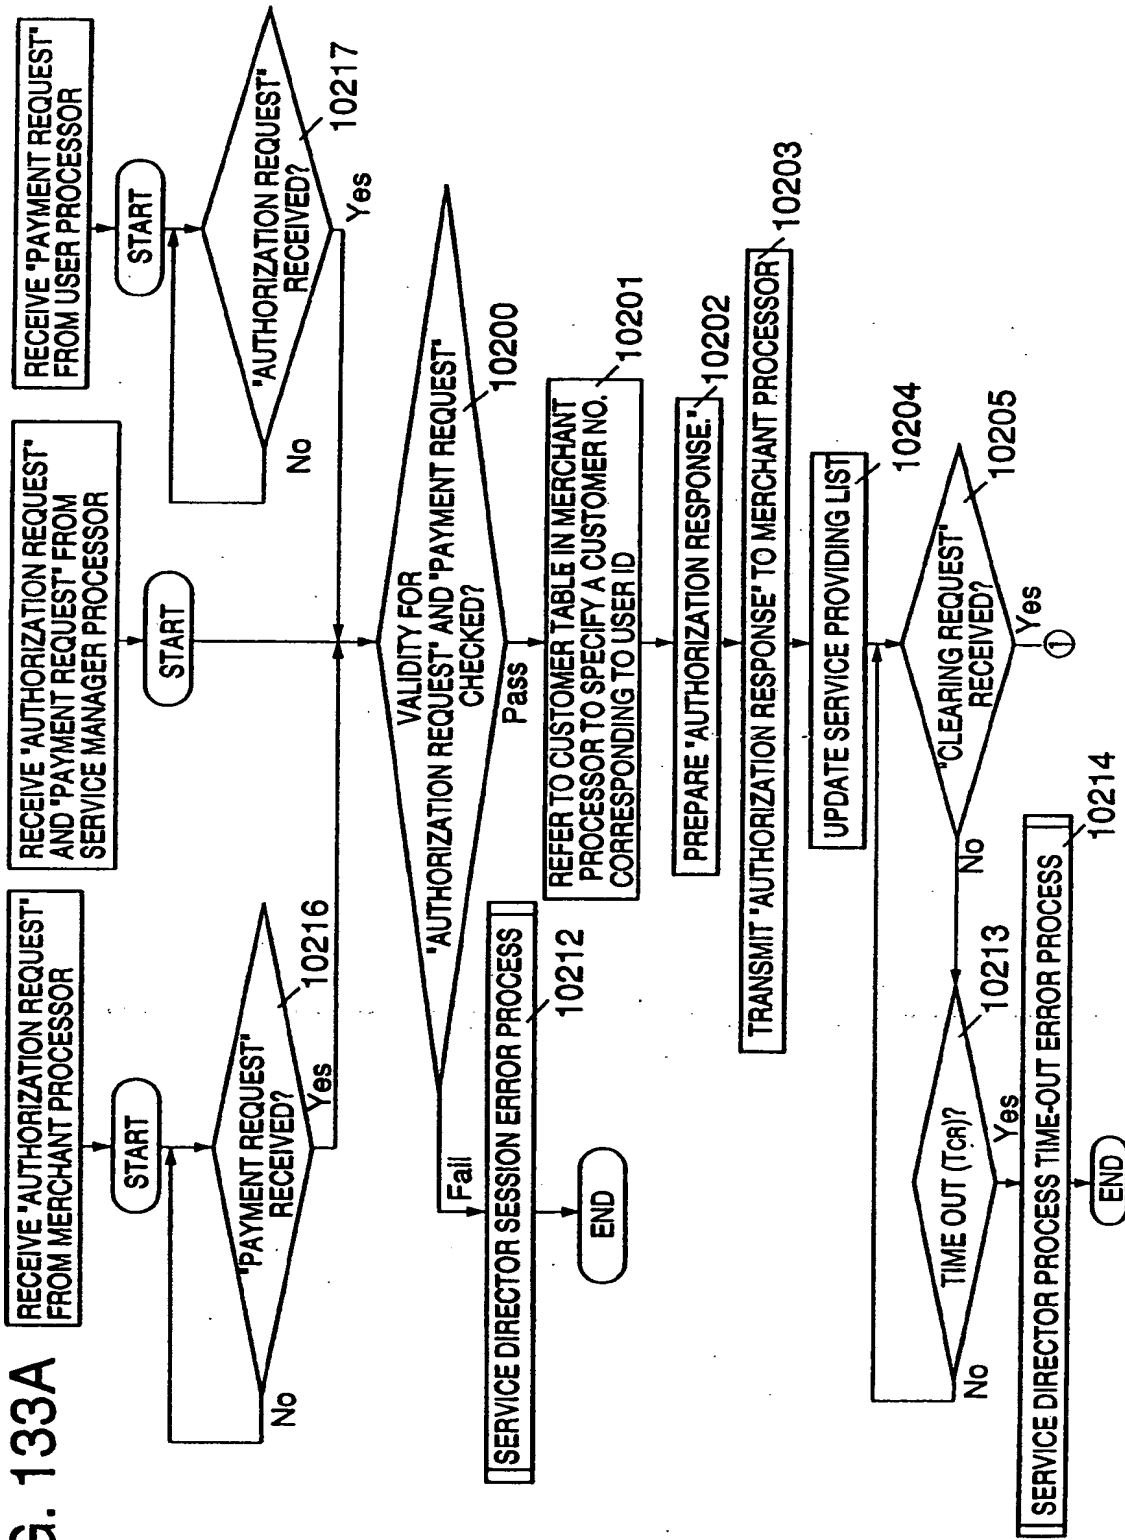 G. 133A
RECEIVE "AUTHORIZATION REQUEST"
FROM MERCHANT PROCESSOR
START
"PAYMENT REQUEST"
RECEIVED?
10216
No
Yes
RECEIVE "AUTHORIZATION REQUEST"
AND "PAYMENT REQUEST" FROM
SERVICE MANAGER PROCESSOR
START
RECEIVE "PAYMENT REQUEST"
FROM USER PROCESSOR
START
"AUTHORIZATION REQUEST"
RECEIVED?
10217
No
Yes
VALIDITY FOR
"AUTHORIZATION REQUEST" AND "PAYMENT REQUEST"
CHECKED?
10200
Fail
Pass
SERVICE DIRECTOR SESSION ERROR PROCESS
10212
END
REFER TO CUSTOMER TABLE IN MERCHANT
PROCESSOR TO SPECIFY A CUSTOMER NO.
CORRESPONDING TO USER ID
10201
PREPARE "AUTHORIZATION RESPONSE."
10202
TRANSMIT "AUTHORIZATION RESPONSE" TO MERCHANT PROCESSOR
10203
UPDATE SERVICE PROVIDING LIST
10204
"CLEARING REQUEST"
RECEIVED?
10205
No
Yes
1
TIME OUT (TCR)?
10213
No
Yes
SERVICE DIRECTOR PROCESS TIME-OUT ERROR PROCESS
10214
END